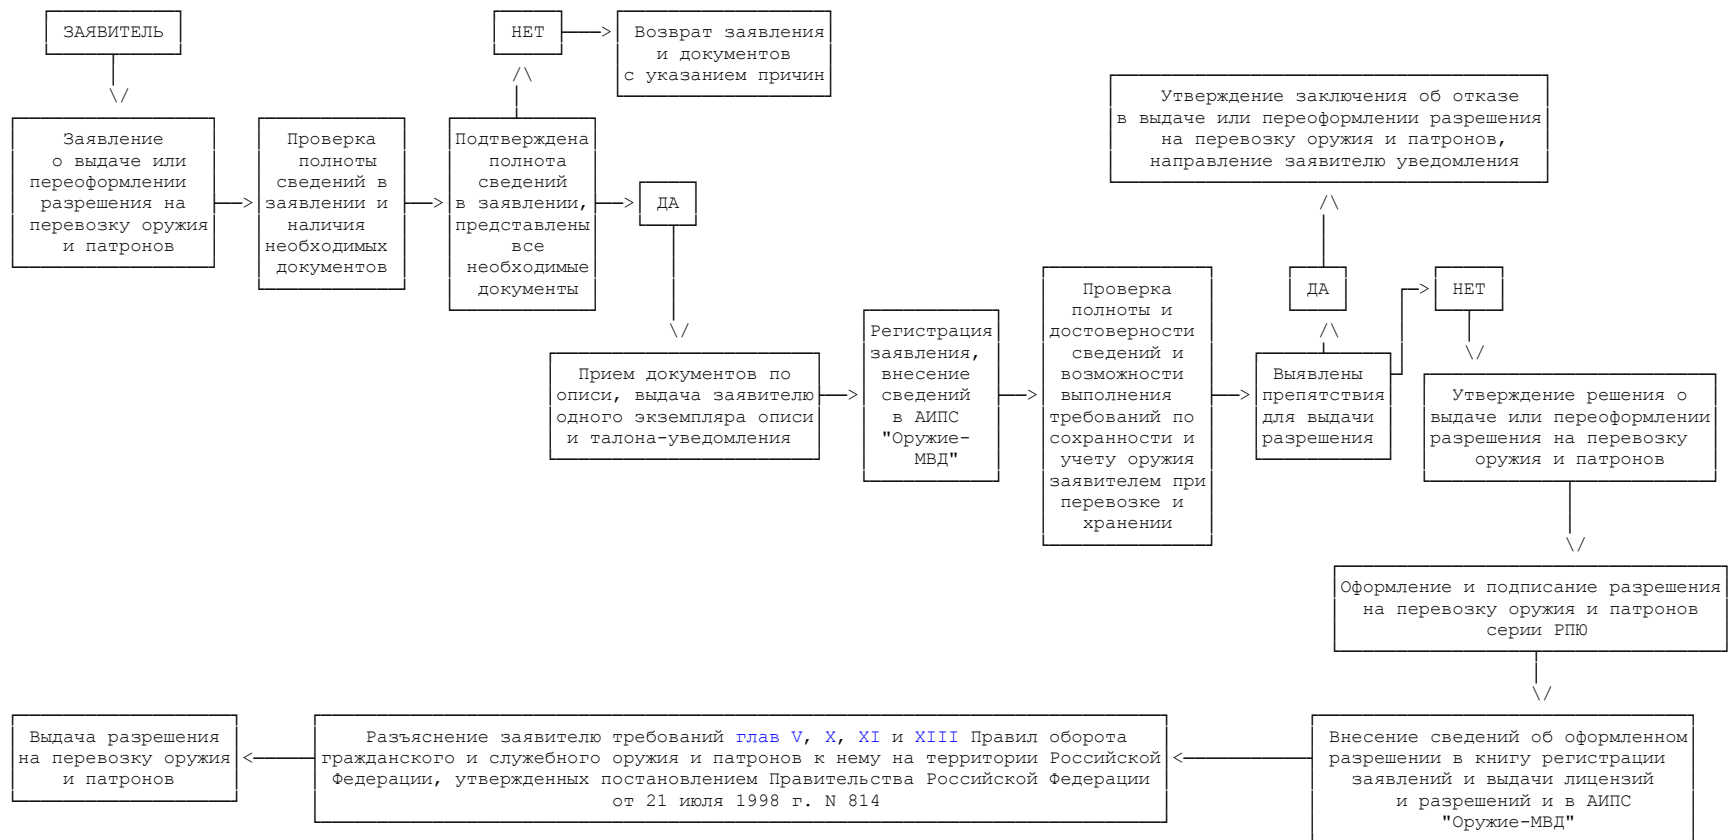 ЗАЯВИТЕЛЬ
НЕТ
Возврат заявления
и документов
с указанием причин
Заявление
о выдаче или
переоформлении
разрешения на
перевозку оружия
и патронов
Проверка
полноты
сведений в
заявлении и
наличия
необходимых
документов
Подтверждена
полнота
сведений
в заявлении,
представлены
все
необходимые
документы
ДА
Прием документов по
описи, выдача заявителю
одного экземпляра описи
и талона-уведомления
Регистрация
заявления,
внесение
сведений
в АИПС
"Оружие-
МВД"
Проверка
полноты и
достоверности
сведений и
возможности
выполнения
требований по
сохранности и
учету оружия
заявителем при
перевозке и
хранении
Выявлены
препятствия
для выдачи
разрешения
ДА
Утверждение заключения об отказе
в выдаче или переоформлении разрешения
на перевозку оружия и патронов,
направление заявителю уведомления
НЕТ
Утверждение решения о
выдаче или переоформлении
разрешения на перевозку
оружия и патронов
Оформление и подписание разрешения
на перевозку оружия и патронов
серии РПЮ
Внесение сведений об оформленном
разрешении в книгу регистрации
заявлений и выдачи лицензий
и разрешений и в АИПС
"Оружие-МВД"
Разъяснение заявителю требований глав V, X, XI и XIII Правил оборота
гражданского и служебного оружия и патронов к нему на территории Российской
Федерации, утвержденных постановлением Правительства Российской Федерации
от 21 июля 1998 г. N 814
Выдача разрешения
на перевозку оружия
и патронов